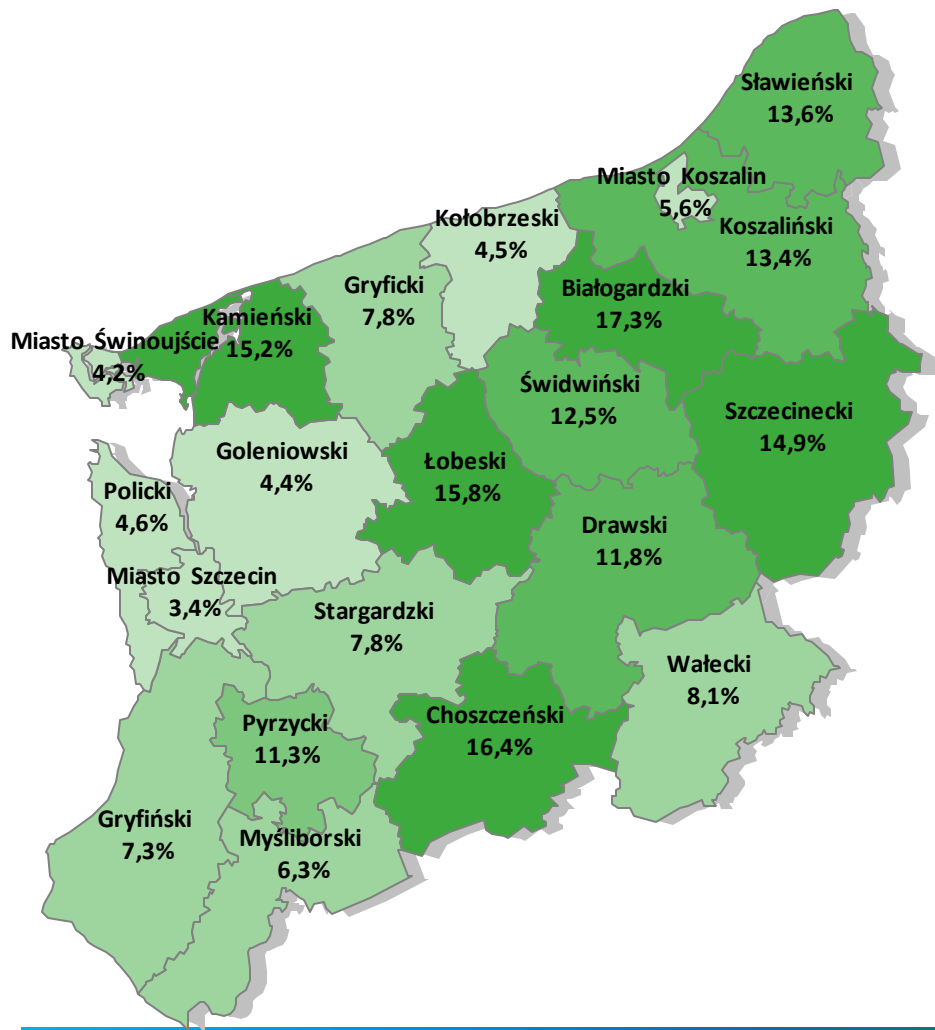 Sławieński
13,6%
Miasto Koszalin
5,6%
Koszaliński
13,4%
Kołobrzeski
4,5%
Gryficki
7,8%
Białogardzki
17,3%
Kamieński
15,2%
Miasto Świnoujście
4,2%
Świdwiński
12,5%
Szczecinecki
14,9%
Goleniowski
4,4%
Łobeski
15,8%
Policki
4,6%
Drawski
11,8%
Miasto Szczecin
3,4%
Stargardzki
7,8%
Wałecki
8,1%
Pyrzycki
11,3%
Choszczeński
16,4%
Gryfiński
7,3%
Myśliborski
6,3%